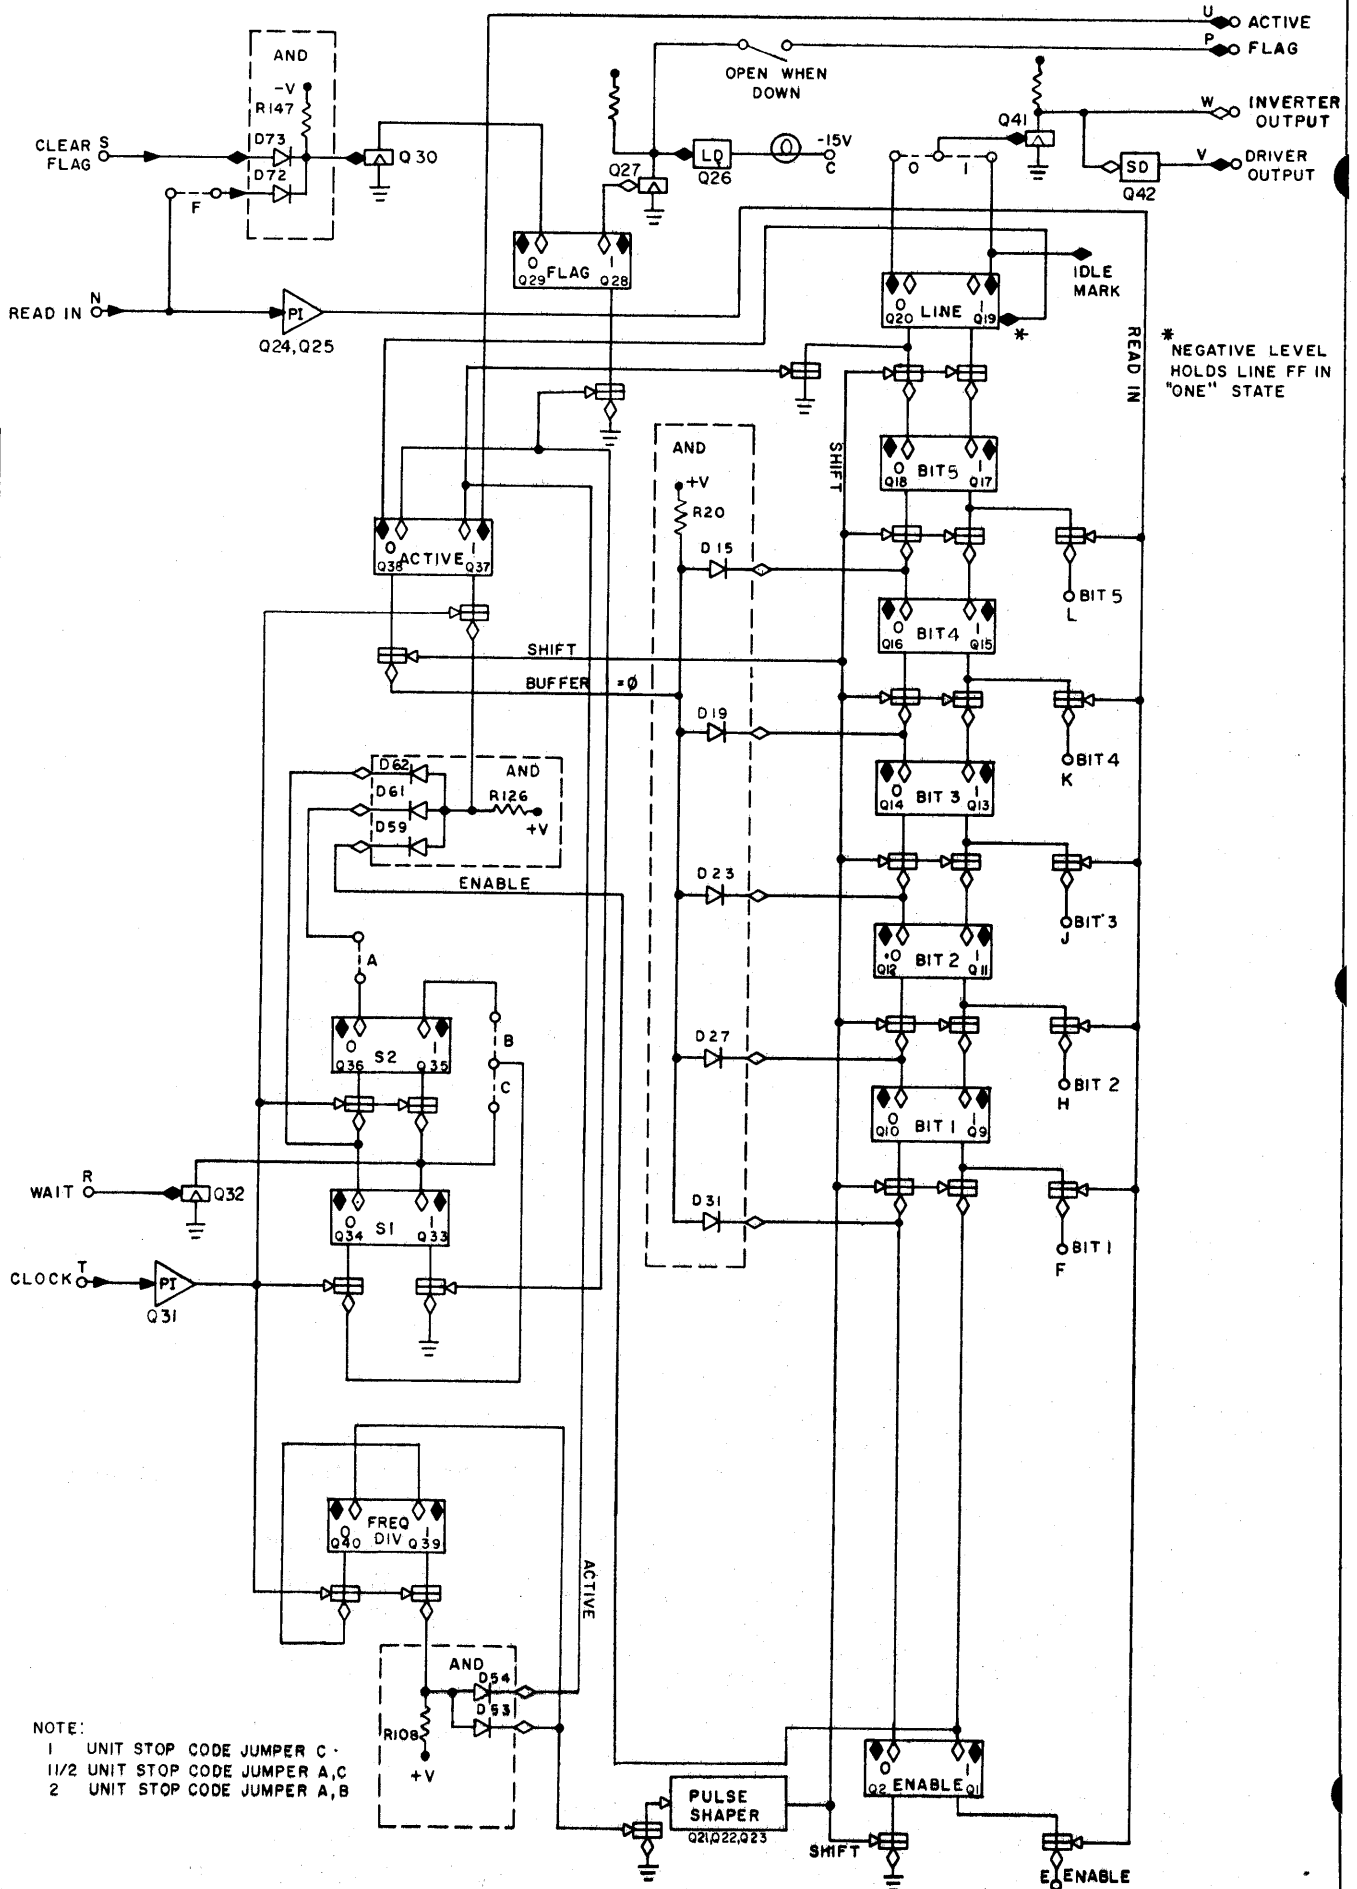 U
ACTIVE
P
FLAG
OPEN WHEN
DOWN
AND
-V
R147
D73
D72
CLEAR
FLAG
S
Q30
F
W
INVERTER
OUTPUT
V
DRIVER
OUTPUT
Q41
SD
Q42
-15V
C
LD
Q26
Q27
0
1
0
Q29
FLAG
1
Q28
READ IN
N
PI
Q24,Q25
IDLE
MARK
0
Q20
LINE
1
Q19
*
READ IN
*
NEGATIVE LEVEL
HOLDS LINE FF IN
"ONE" STATE
AND
+V
R20
SHIFT
0
Q18
BIT5
1
Q17
D15
BIT5
L
0
Q38
ACTIVE
1
Q37
0
Q16
BIT4
1
Q15
SHIFT
BUFFER =Ø
D19
BIT4
K
D62
D61
D59
AND
R126
+V
0
Q14
BIT 3
1
Q13
ENABLE
D23
BIT 3
J
A
0
Q12
BIT 2
1
Q11
0
Q36
S2
1
Q35
B
C
D27
BIT 2
H
0
Q10
BIT 1
1
Q9
WAIT
R
Q32
0
Q34
S1
1
Q33
D31
BIT 1
F
CLOCK
T
PI
Q31
0
Q40
FREQ
DIV
1
Q39
ACTIVE
AND
D54
D53
R108
+V
NOTE:
1 UNIT STOP CODE JUMPER C
11/2 UNIT STOP CODE JUMPER A,C
2 UNIT STOP CODE JUMPER A,B
PULSE
SHAPER
Q21,Q22,Q23
0
Q2
ENABLE
1
Q1
SHIFT
E
ENABLE